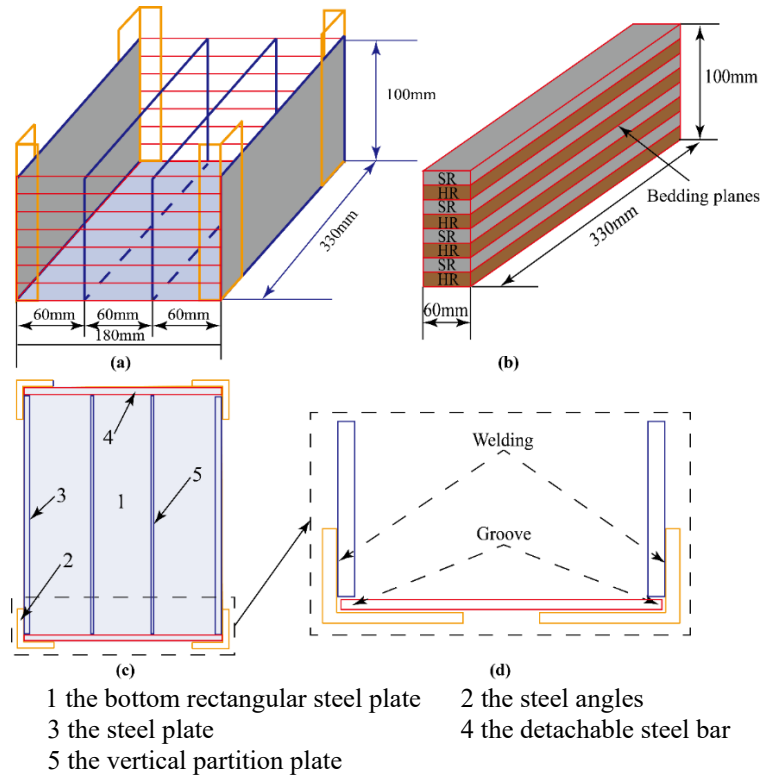 100mm
330mm
60mm 60mm 60mm
180mm
(a)
100mm
SR
HR
SR
HR
SR
HR
SR
HR
Bedding planes
330mm
60mm
(b)
4
3
1
5
2
(c)
Welding
Groove
(d)
1 the bottom rectangular steel plate 2 the steel angles
3 the steel plate 4 the detachable steel bar
5 the vertical partition plate